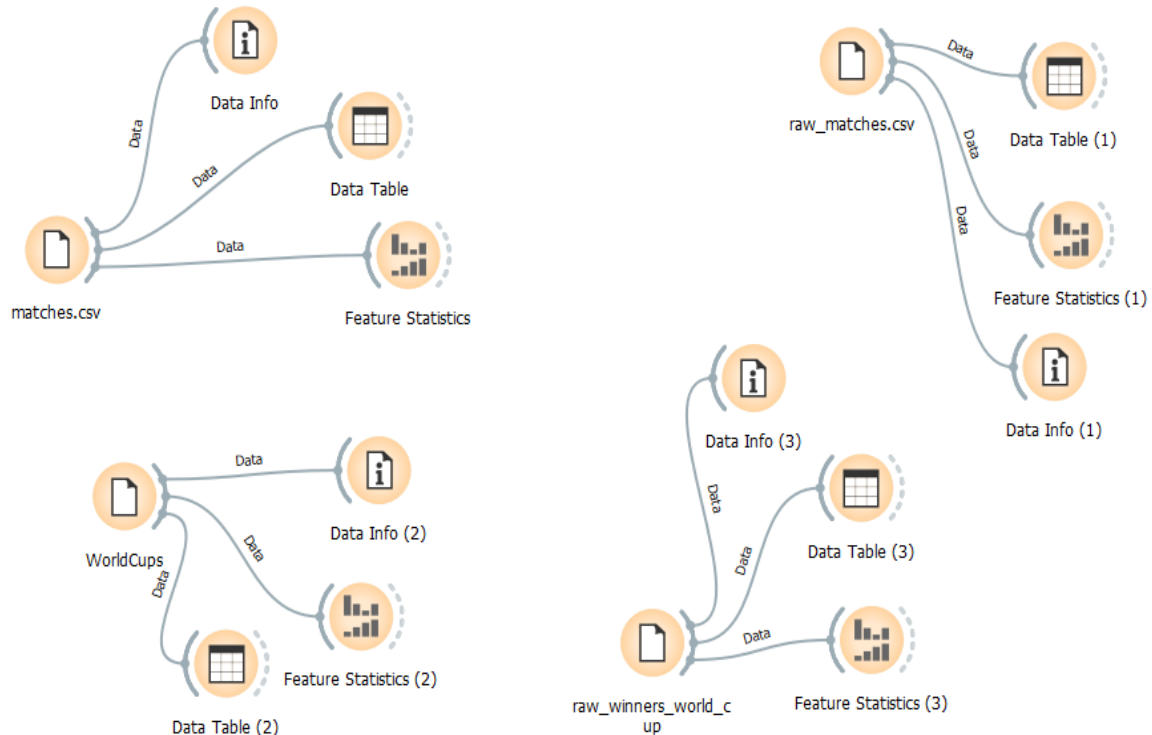 Data
Data Info
Data
Data Table
Data
Feature Statistics
matches.csv
Data
Data Table (1)
raw_matches.csv
Data
Feature Statistics (1)
Data
Data Info (1)
Data
Data Info (2)
WorldCups
Data
Feature Statistics (2)
Data
Data Table (2)
Data Info (3)
Data
Data Table (3)
Data
Data
Feature Statistics (3)
raw_winners_world_c
up